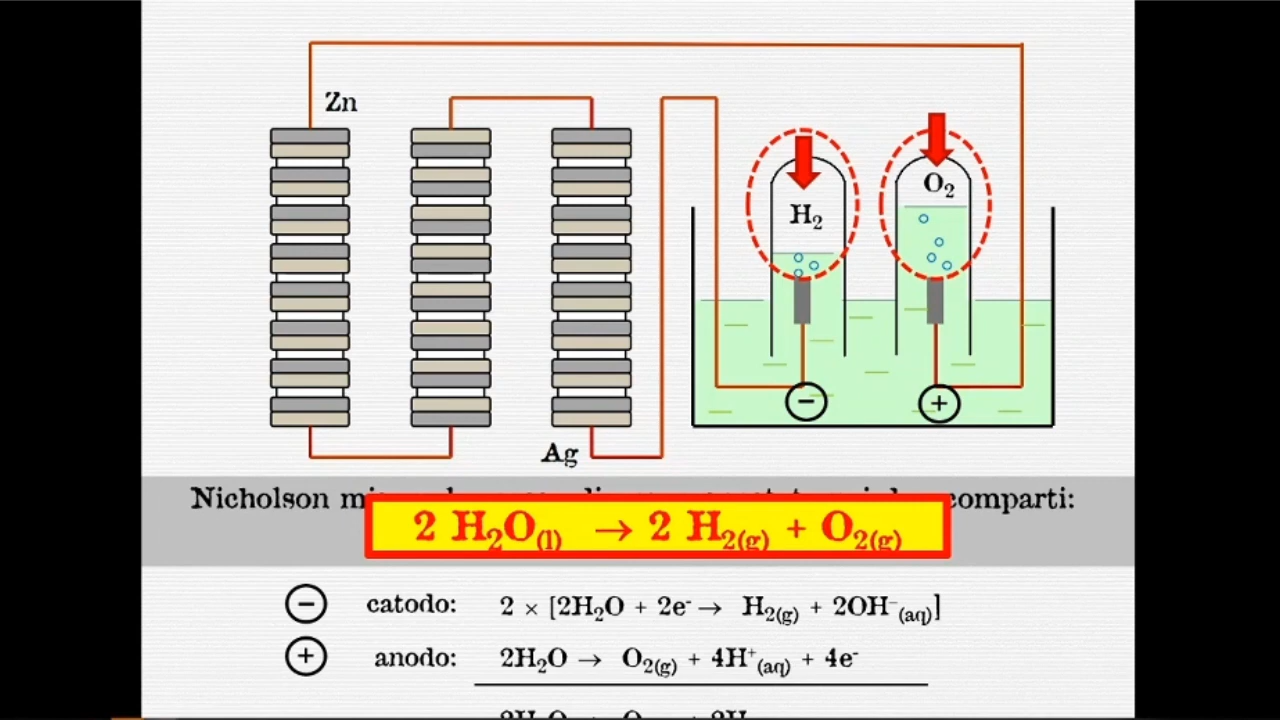 Zn
H₂
O₂
−
+
Ag
Nicholson comparti:
2 H₂O₍ₗ₎ → 2 H₂₍g₎ + O₂₍g₎
− catodo: 2 × [2H₂O + 2e⁻ → H₂₍g₎ + 2OH⁻₍aq₎]
+ anodo: 2H₂O → O₂₍g₎ + 4H⁺₍aq₎ + 4e⁻